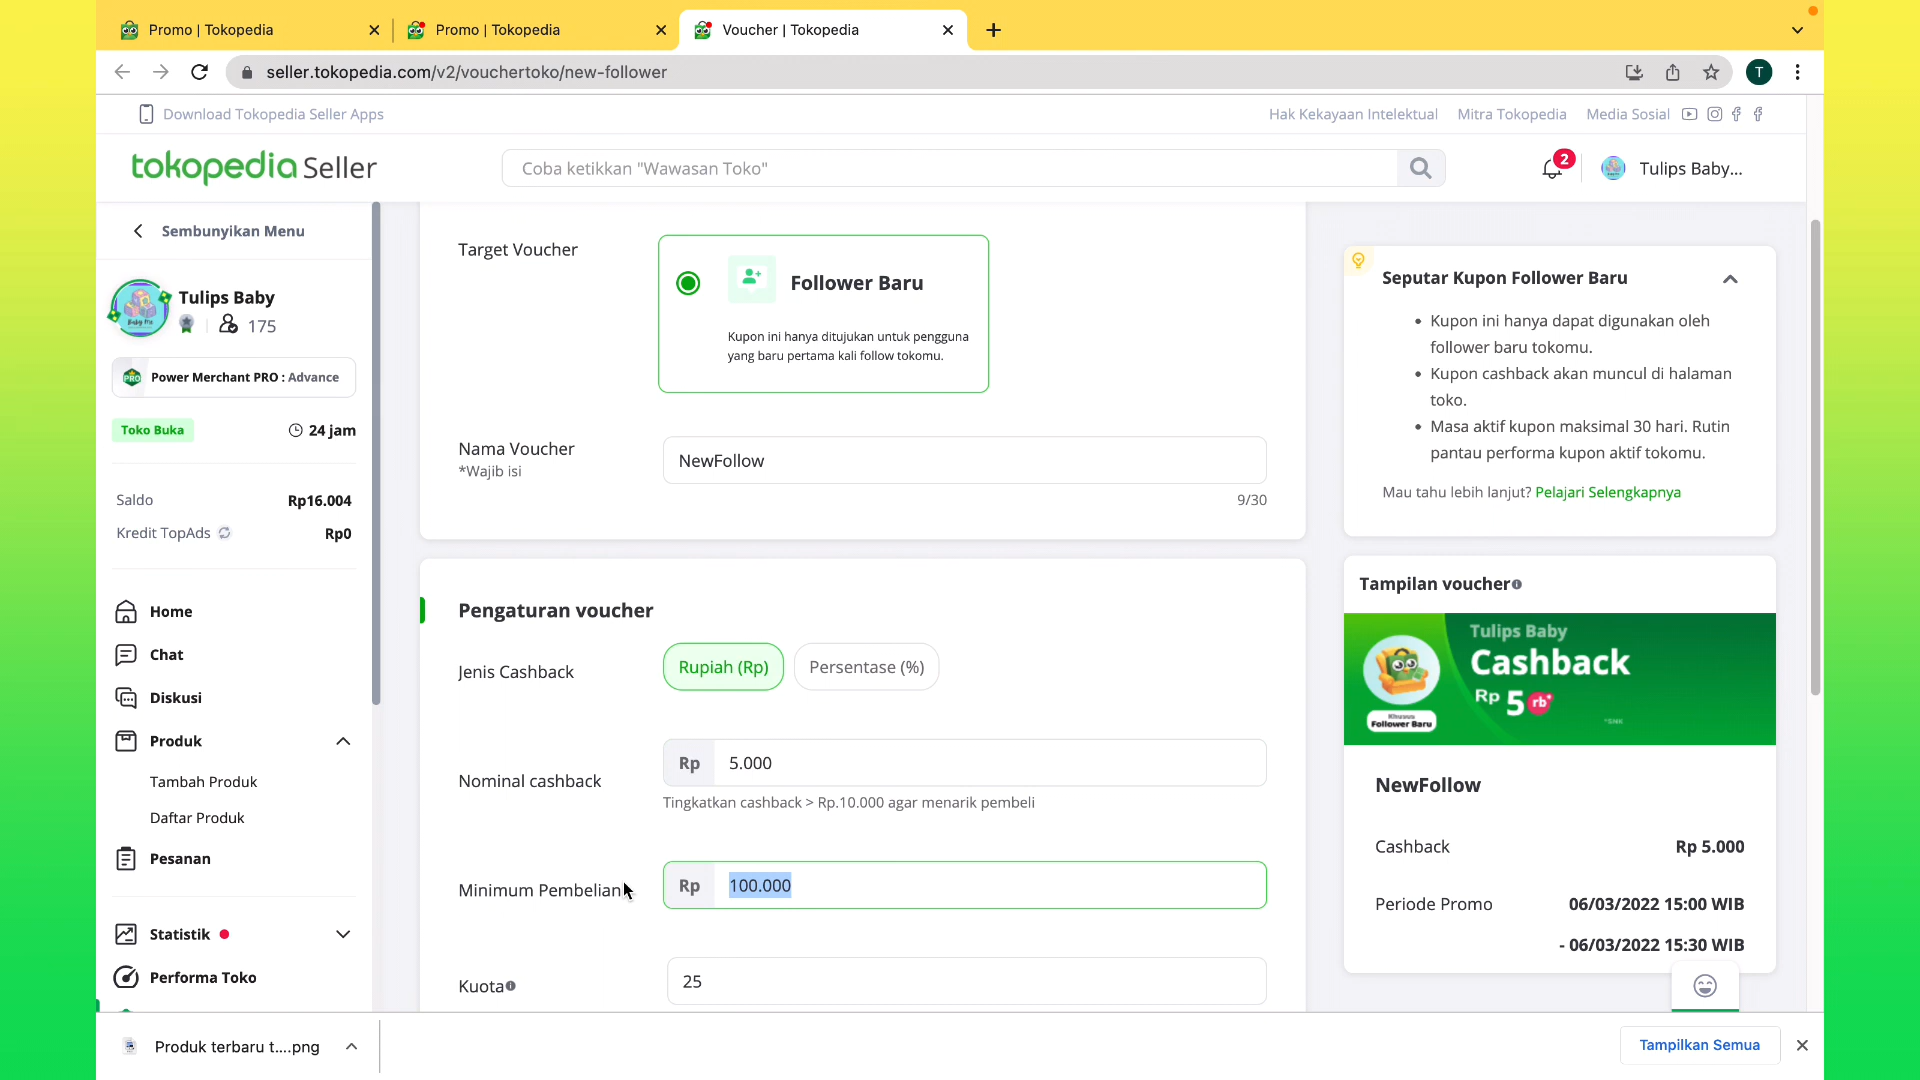 Promo | Tokopedia
Promo | Tokopedia
Voucher | Tokopedia
seller.tokopedia.com/v2/vouchertoko/new-follower
T
Download Tokopedia Seller Apps
Hak Kekayaan Intelektual
Mitra Tokopedia
Media Sosial
tokopedia Seller
Coba ketikkan "Wawasan Toko"
2
Tulips Baby...
Sembunyikan Menu
Tulips Baby
175
PRO
Power Merchant PRO : Advance
Toko Buka
24 jam
Saldo
Rp16.004
Kredit TopAds
Rp0
Home
Chat
Diskusi
Produk
Tambah Produk
Daftar Produk
Pesanan
Statistik
Performa Toko
Target Voucher
Follower Baru
Kupon ini hanya ditujukan untuk pengguna
yang baru pertama kali follow tokomu.
Nama Voucher
*Wajib isi
NewFollow
9/30
Pengaturan voucher
Jenis Cashback
Rupiah (Rp)
Persentase (%)
Nominal cashback
Rp
5.000
Tingkatkan cashback > Rp.10.000 agar menarik pembeli
Minimum Pembelian
Rp
100.000
Kuota
25
Seputar Kupon Follower Baru
• Kupon ini hanya dapat digunakan oleh
follower baru tokomu.
• Kupon cashback akan muncul di halaman
toko.
• Masa aktif kupon maksimal 30 hari. Rutin
pantau performa kupon aktif tokomu.
Mau tahu lebih lanjut? Pelajari Selengkapnya
Tampilan voucher
Tulips Baby
Cashback
Rp 5 rb
Khusus
Follower Baru
*S&K
NewFollow
Cashback
Rp 5.000
Periode Promo
06/03/2022 15:00 WIB
- 06/03/2022 15:30 WIB
Produk terbaru t....png
Tampilkan Semua